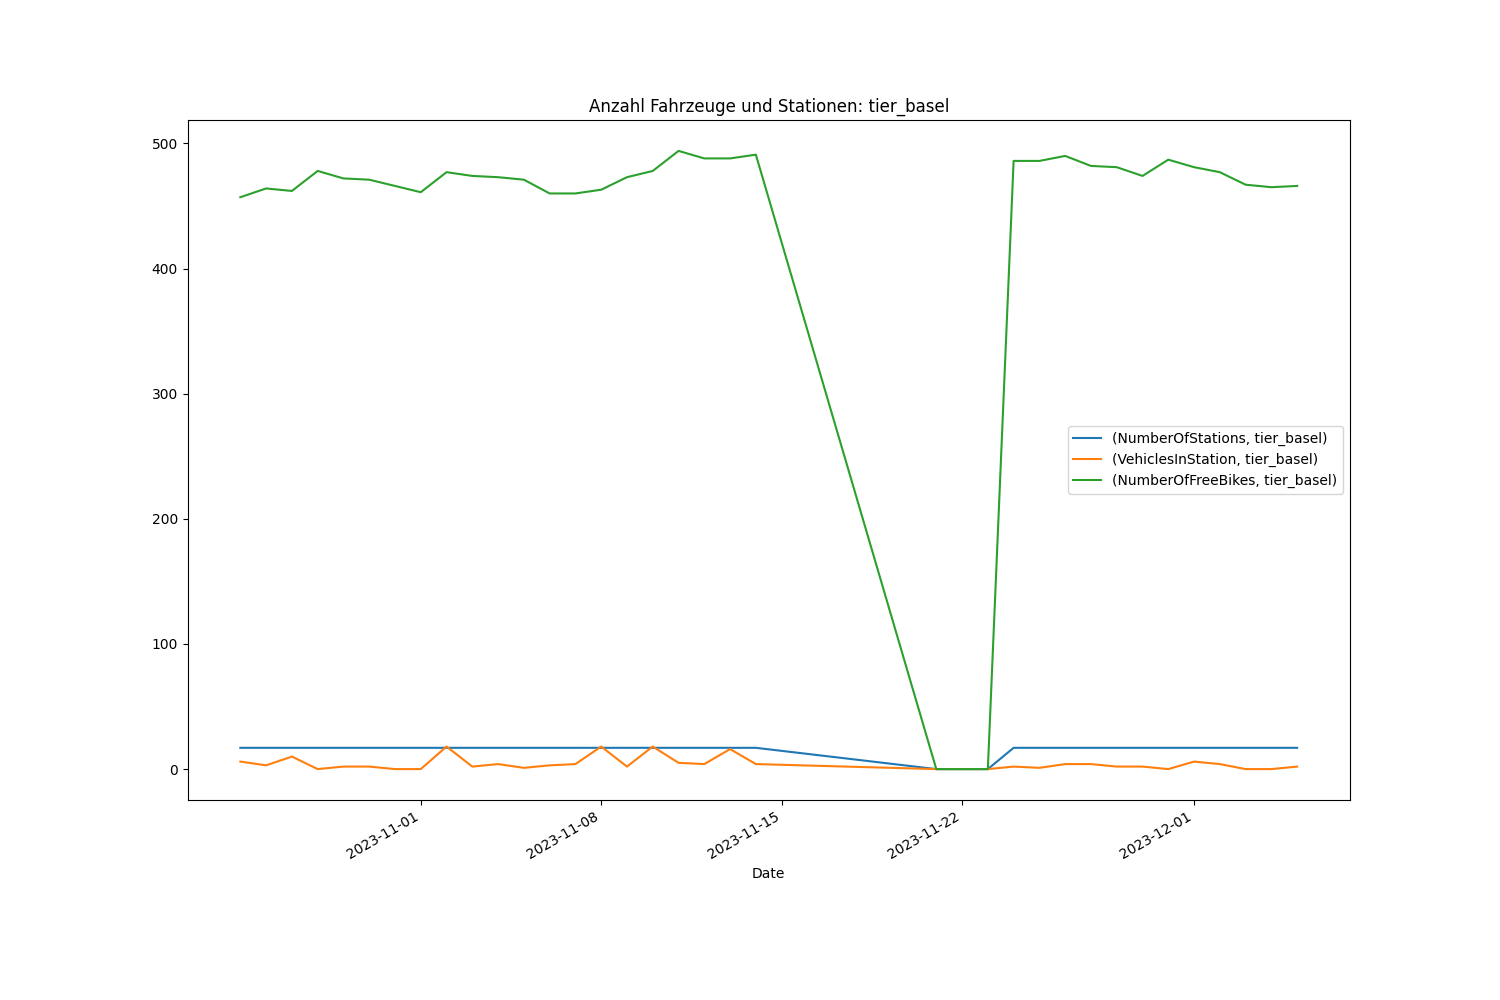 Anzahl Fahrzeuge und Stationen: tier_basel
500
400
300
200
100
0
(NumberOfStations, tier_basel)
(VehiclesInStation, tier_basel)
(NumberOfFreeBikes, tier_basel)
2023-11-01
2023-11-08
2023-11-15
2023-11-22
2023-12-01
Date